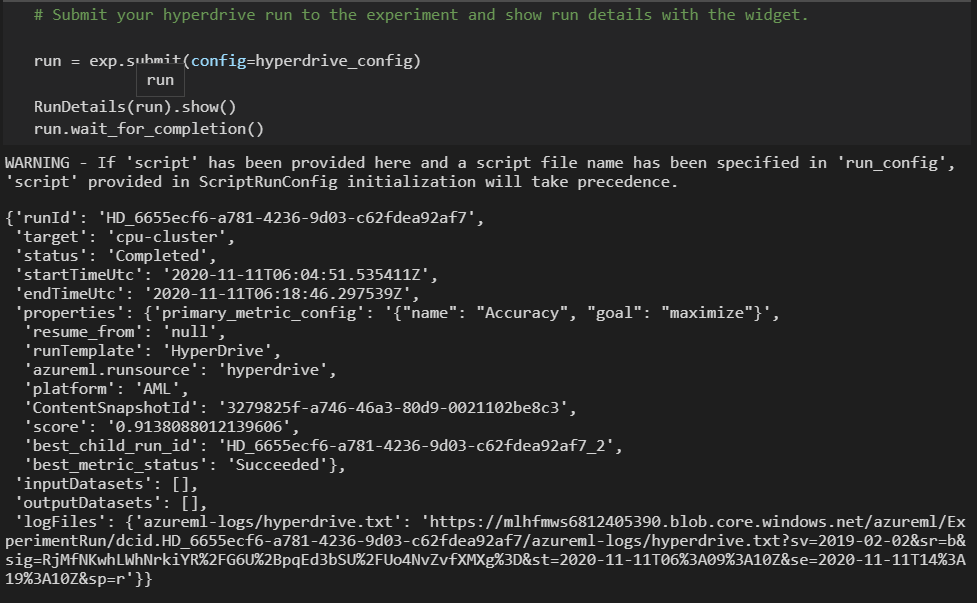 # Submit your hyperdrive run to the experiment and show run details with the widget.
run = exp.submit(config=hyperdrive_config)
run
RunDetails(run).show()
run.wait_for_completion()
WARNING - If 'script' has been provided here and a script file name has been specified in 'run_config',
'script' provided in ScriptRunConfig initialization will take precedence.
{'runId': 'HD_6655ecf6-a781-4236-9d03-c62fdea92af7',
'target': 'cpu-cluster',
'status': 'Completed',
'startTimeUtc': '2020-11-11T06:04:51.535411Z',
'endTimeUtc': '2020-11-11T06:18:46.297539Z',
'properties': {'primary_metric_config': '{"name": "Accuracy", "goal": "maximize"}',
'resume_from': 'null',
'runTemplate': 'HyperDrive',
'azureml.runsource': 'hyperdrive',
'platform': 'AML',
'ContentSnapshotId': '3279825f-a746-46a3-80d9-0021102be8c3',
'score': '0.9138088012139606',
'best_child_run_id': 'HD_6655ecf6-a781-4236-9d03-c62fdea92af7_2',
'best_metric_status': 'Succeeded'},
'inputDatasets': [],
'outputDatasets': [],
'logFiles': {'azureml-logs/hyperdrive.txt': 'https://mlhfmws6812405390.blob.core.windows.net/azureml/Ex
perimentRun/dcid.HD_6655ecf6-a781-4236-9d03-c62fdea92af7/azureml-logs/hyperdrive.txt?sv=2019-02-02&sr=b&
sig=RjMfNKwhLWhNrkiYR%2FG6U%2BpqEd3bSU%2FUo4NvZvfXMXg%3D&st=2020-11-11T06%3A09%3A10Z&se=2020-11-11T14%3A
19%3A10Z&sp=r'}}